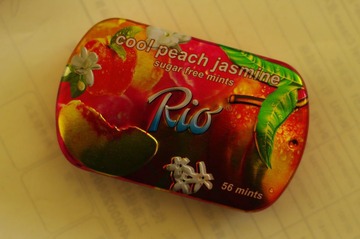 cool peach jasmine
sugar free mints
Rio
56 mints